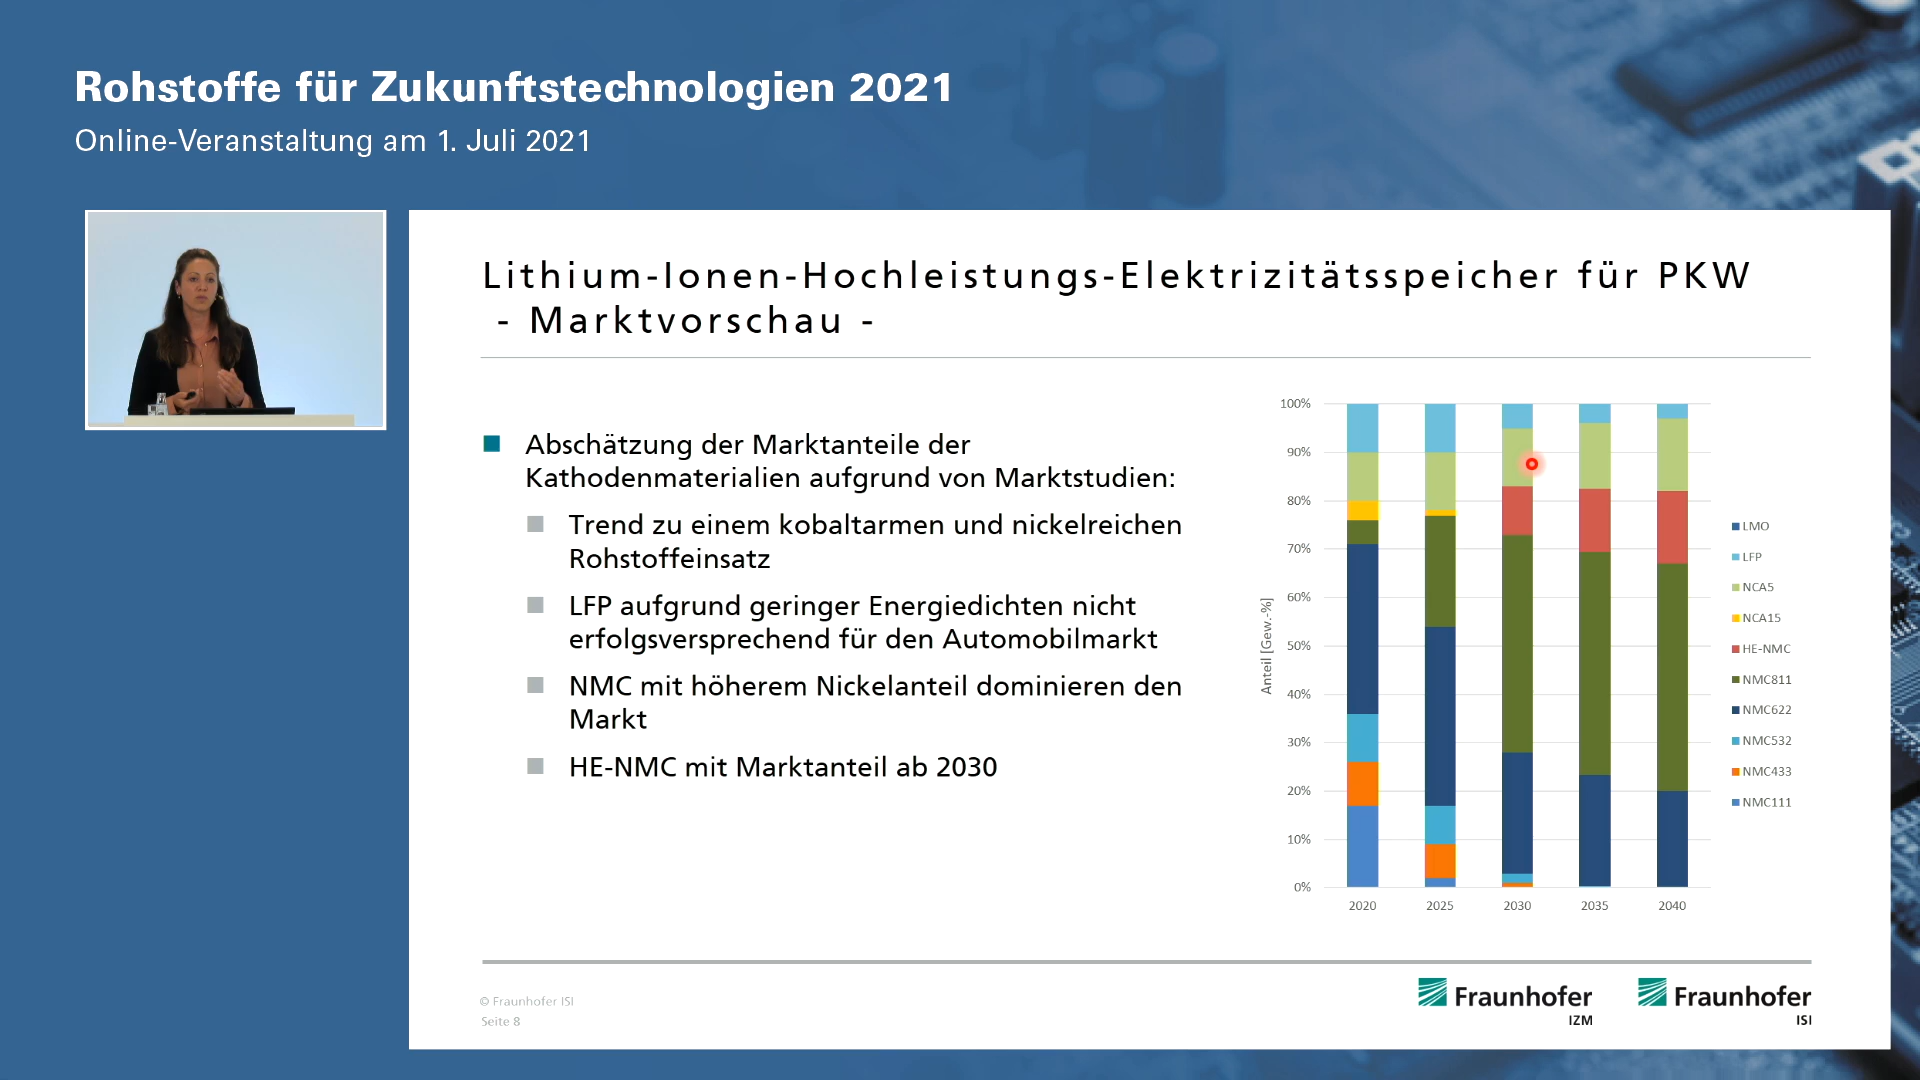 Rohstoffe für Zukunftstechnologien 2021
Online-Veranstaltung am 1. Juli 2021
Lithium-Ionen-Hochleistungs-Elektrizitätsspeicher für PKW
- Marktvorschau -
Abschätzung der Marktanteile der
Kathodenmaterialien aufgrund von Marktstudien:
Trend zu einem kobaltarmen und nickelreichen
Rohstoffeinsatz
LFP aufgrund geringer Energiedichten nicht
erfolgsversprechend für den Automobilmarkt
NMC mit höherem Nickelanteil dominieren den
Markt
HE-NMC mit Marktanteil ab 2030
Anteil [Gew.-%]
100%
90%
80%
70%
60%
50%
40%
30%
20%
10%
0%
2020 2025 2030 2035 2040
LMO
LFP
NCA5
NCA15
HE-NMC
NMC811
NMC622
NMC532
NMC433
NMC111
© Fraunhofer ISI
Seite 8
Fraunhofer
IZM
Fraunhofer
ISI